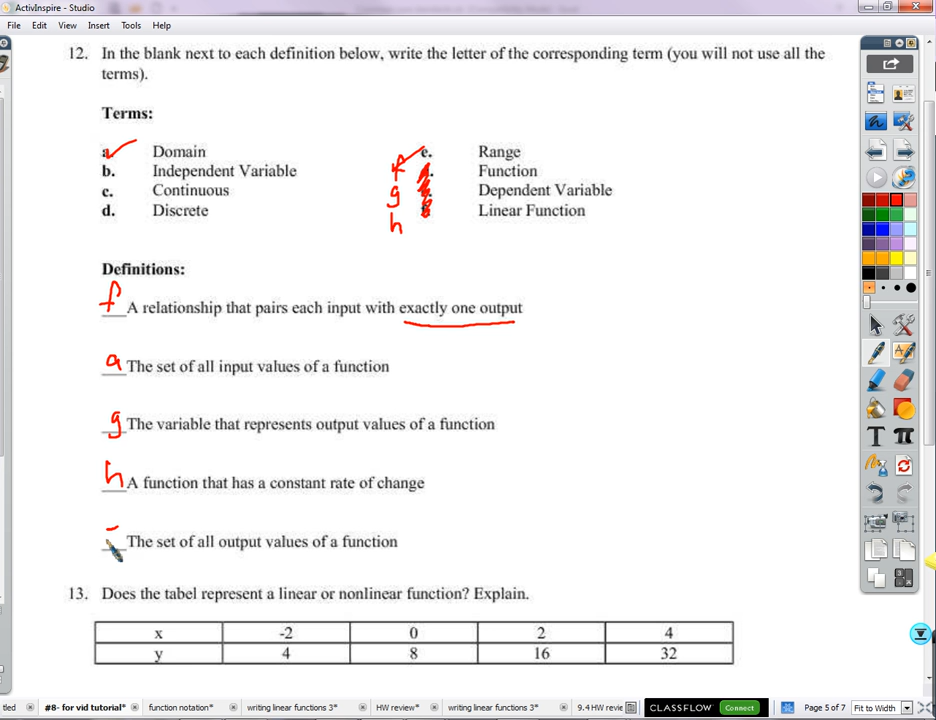 ActivInspire - Studio
File Edit View Insert Tools Help
12. In the blank next to each definition below, write the letter of the corresponding term (you will not use all the
terms).
Terms:
a. Domain e. Range
b. Independent Variable f Function
c. Continuous g Dependent Variable
d. Discrete h Linear Function
Definitions:
f A relationship that pairs each input with exactly one output
a The set of all input values of a function
g The variable that represents output values of a function
h A function that has a constant rate of change
The set of all output values of a function
13. Does the tabel represent a linear or nonlinear function? Explain.
x -2 0 2 4
y 4 8 16 32
tled #8- for vid tutorial* function notation* writing linear functions 3* HW review* writing linear functions 3* 9.4 HW revie CLASSFLOW Connect Page 5 of 7 Fit to Width